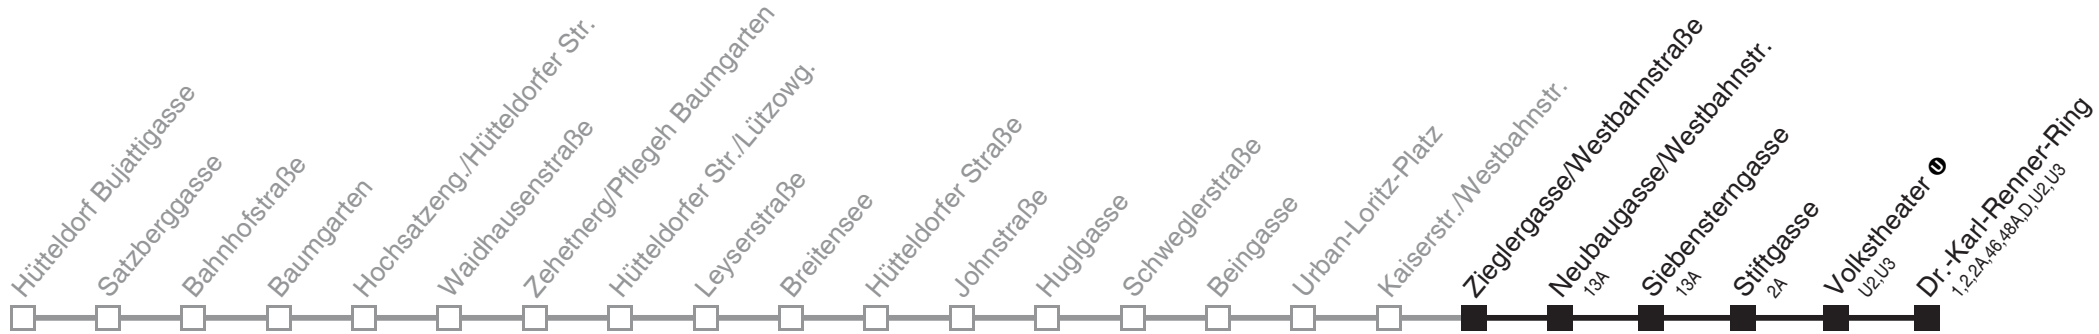 Hütteldorf Bujattigasse
Satzberggasse
Bahnhofstraße
Baumgarten
Hochsatzeng./Hütteldorfer Str.
Waidhausenstraße
Zehetnerg/Pflegeh Baumgarten
Hütteldorfer Str./Lützowg.
Leyserstraße
Breitensee
Hütteldorfer Straße
Johnstraße
Huglgasse
Schweglerstraße
Beingasse
Urban-Loritz-Platz
Kaiserstr./Westbahnstr.
Zieglergasse/Westbahnstraße
Neubaugasse/Westbahnstr.
13A
Siebensterngasse
13A
Stiftgasse
2A
Volkstheater U
U2,U3
Dr.-Karl-Renner-Ring
1,2,2A,46,48A,D,U2,U3